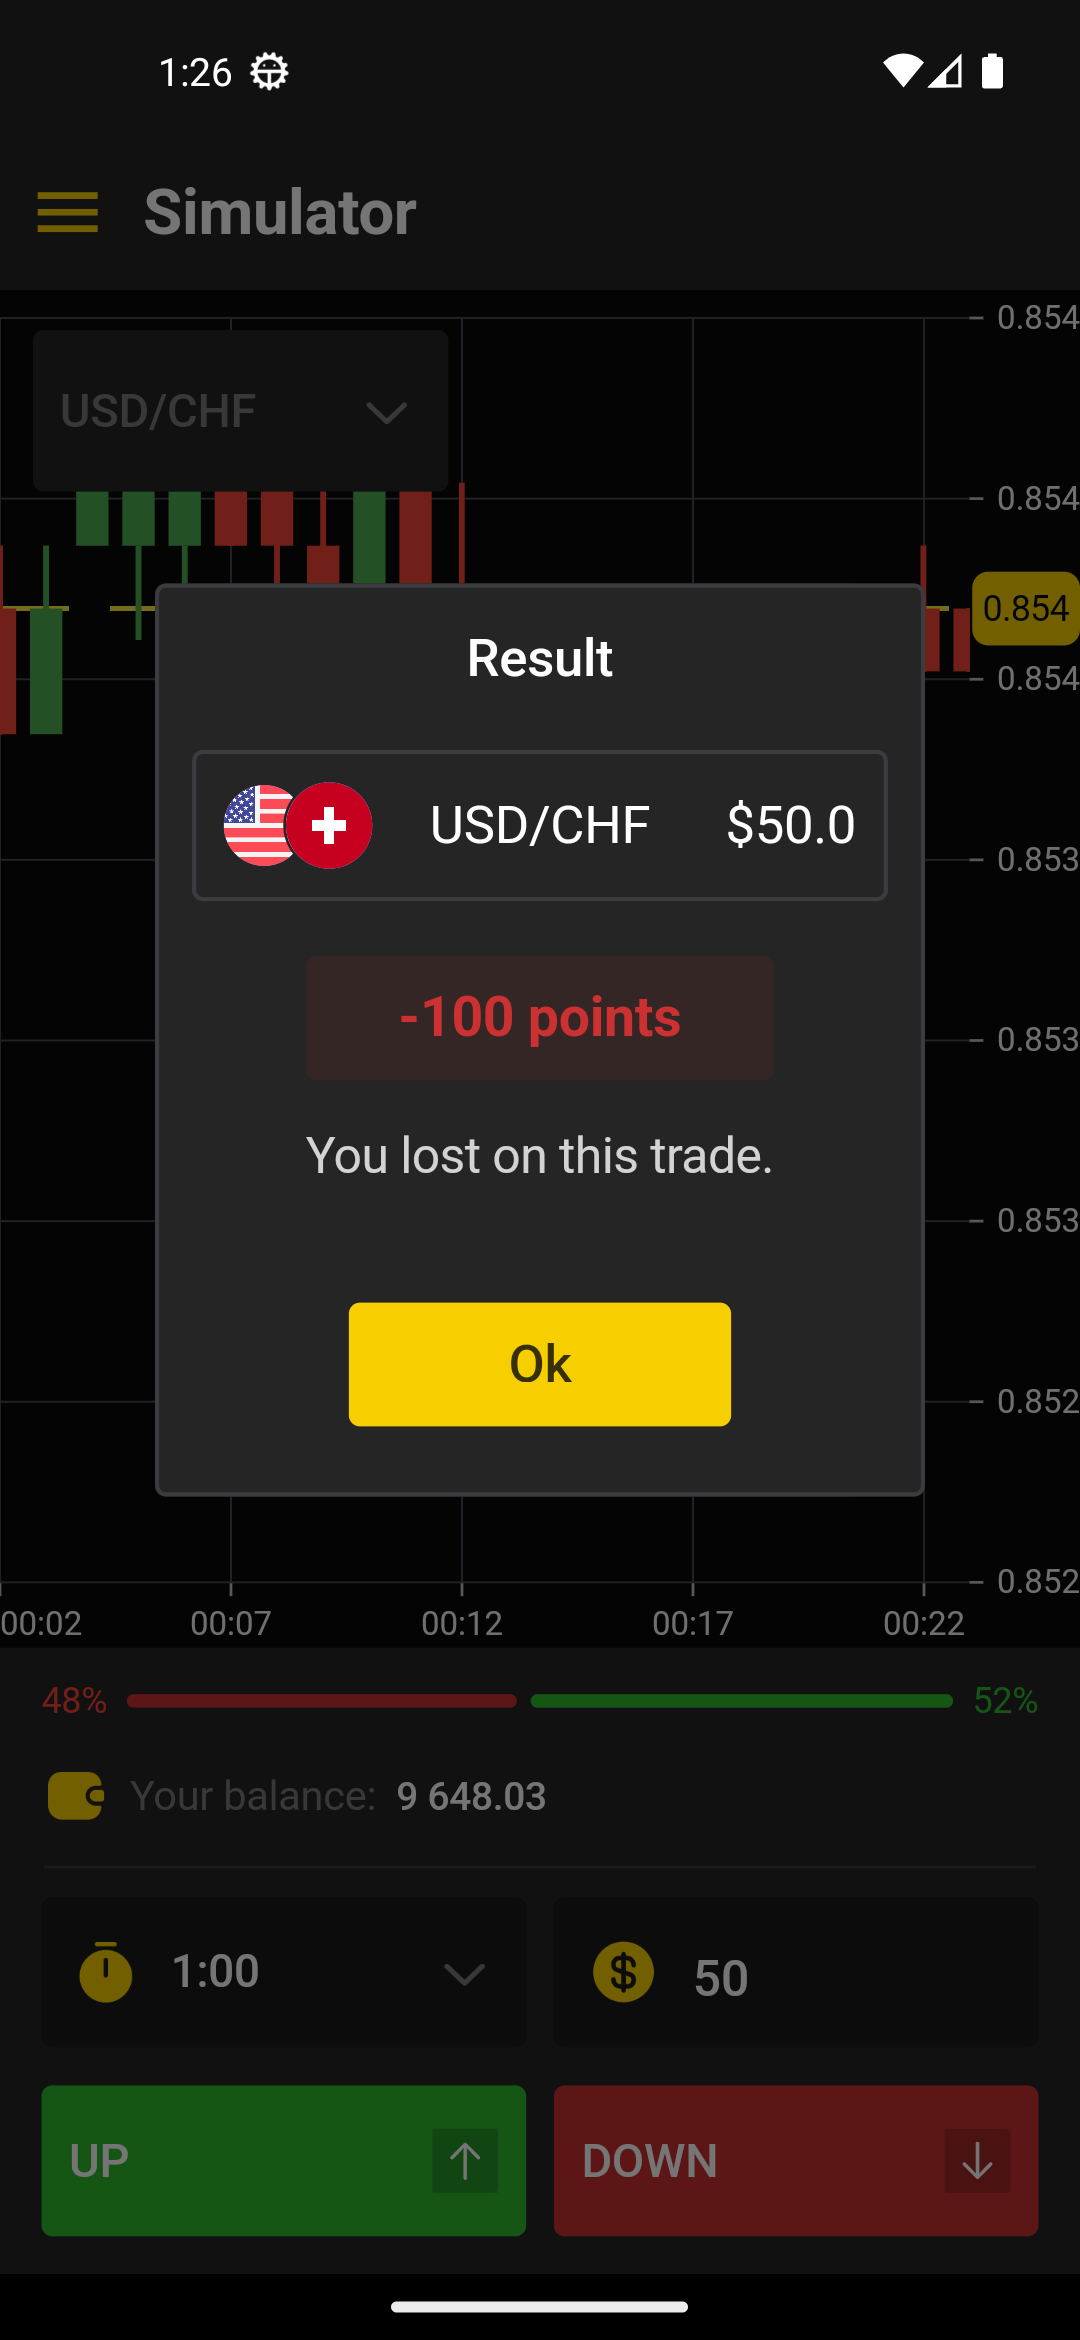 1:26
Simulator
0.854
USD/CHF
0.854
0.854
0.854
Result
USD/CHF $50.0
0.853
-100 points
0.853
You lost on this trade.
0.853
Ok
0.852
0.852
00:02 00:07 00:12 00:17 00:22
48% 52%
Your balance: 9 648.03
1:00 $ 50
UP DOWN